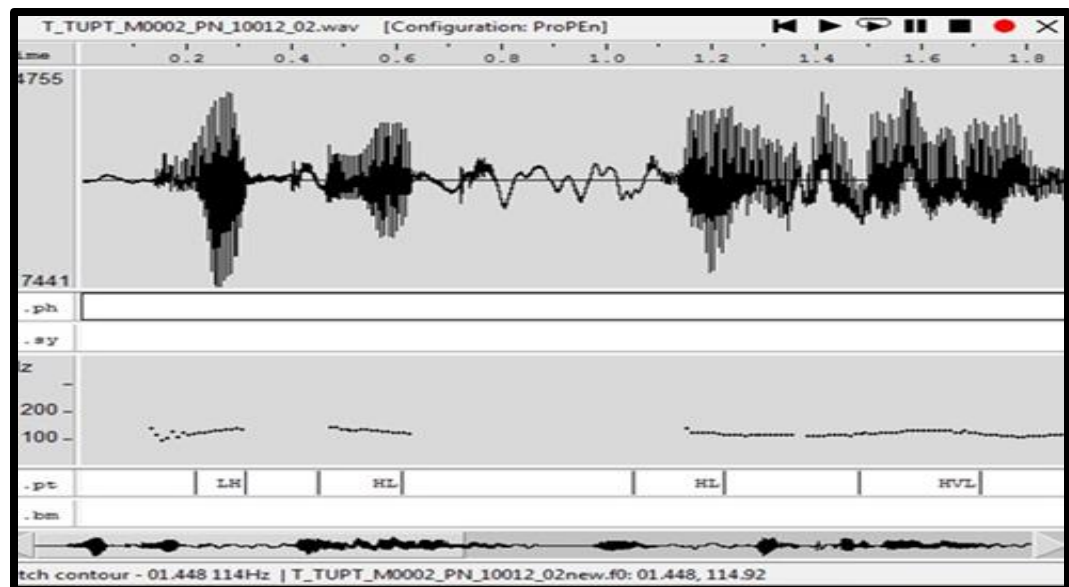 T_TUPT_M0002_PN_10012_02.wav [Configuration: ProPEn]
ime 0.2 0.4 0.6 0.8 1.0 1.2 1.4 1.6 1.8
4755
7441
.ph
.sy
iz
200
100
.pt LH HL HL HVL
.bm
tch contour - 01.448 114Hz | T_TUPT_M0002_PN_10012_02new.f0: 01.448, 114.92